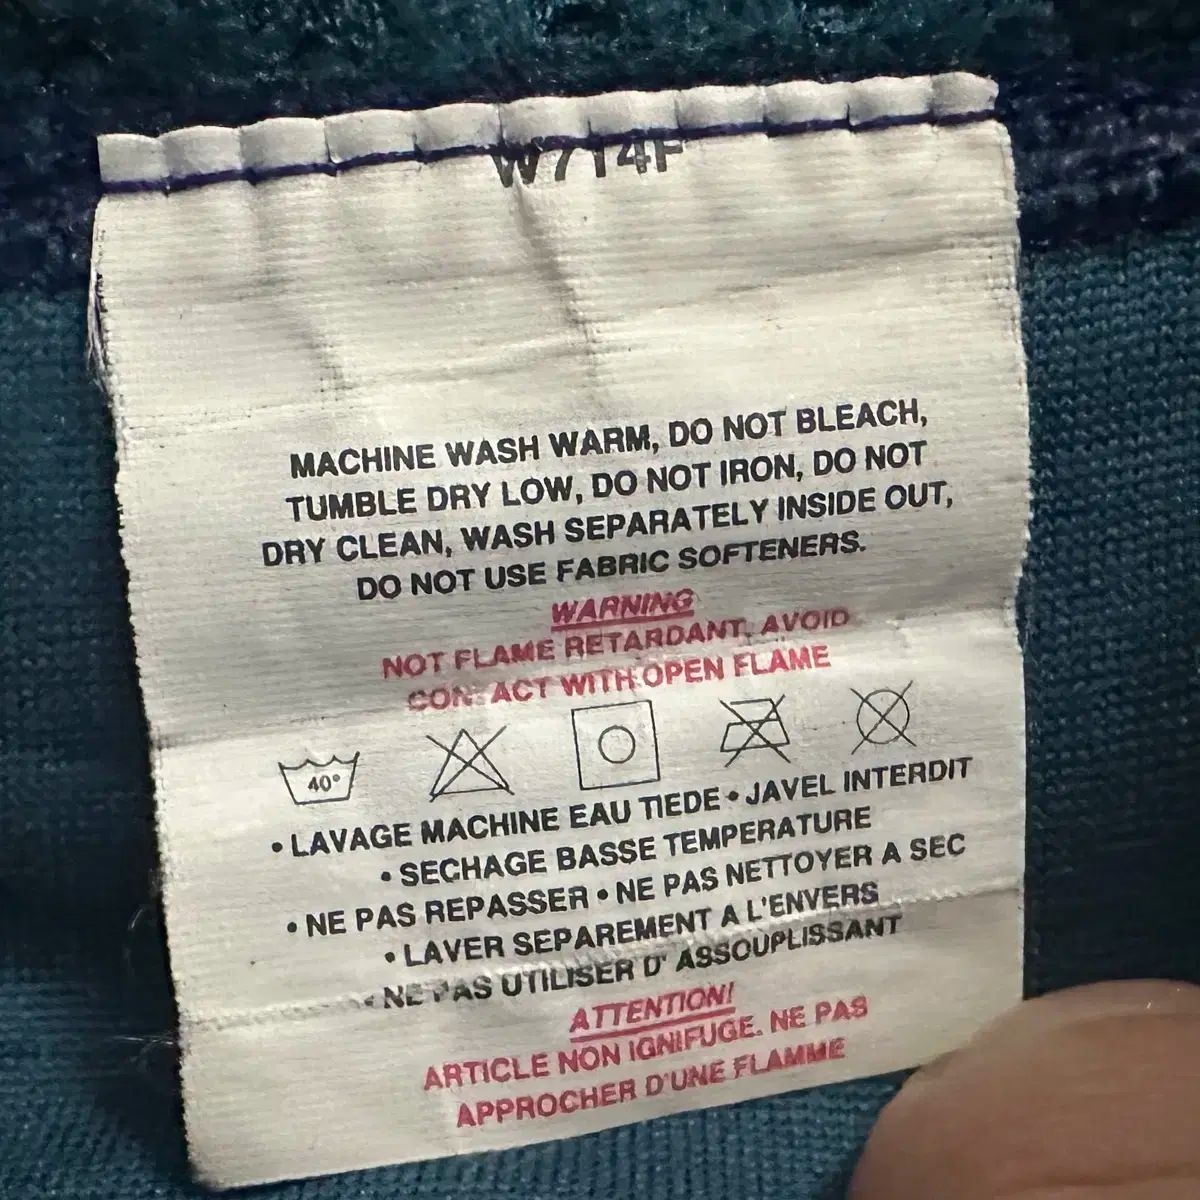 W714F
MACHINE WASH WARM, DO NOT BLEACH,
TUMBLE DRY LOW, DO NOT IRON, DO NOT
DRY CLEAN, WASH SEPARATELY INSIDE OUT,
DO NOT USE FABRIC SOFTENERS.
WARNING
NOT FLAME RETARDANT, AVOID
CONTACT WITH OPEN FLAME
40°
• LAVAGE MACHINE EAU TIEDE • JAVEL INTERDIT
• SECHAGE BASSE TEMPERATURE
• NE PAS REPASSER • NE PAS NETTOYER A SEC
• LAVER SEPAREMENT A L'ENVERS
• NE PAS UTILISER D' ASSOUPLISSANT
ATTENTION!
ARTICLE NON IGNIFUGE. NE PAS
APPROCHER D'UNE FLAMME